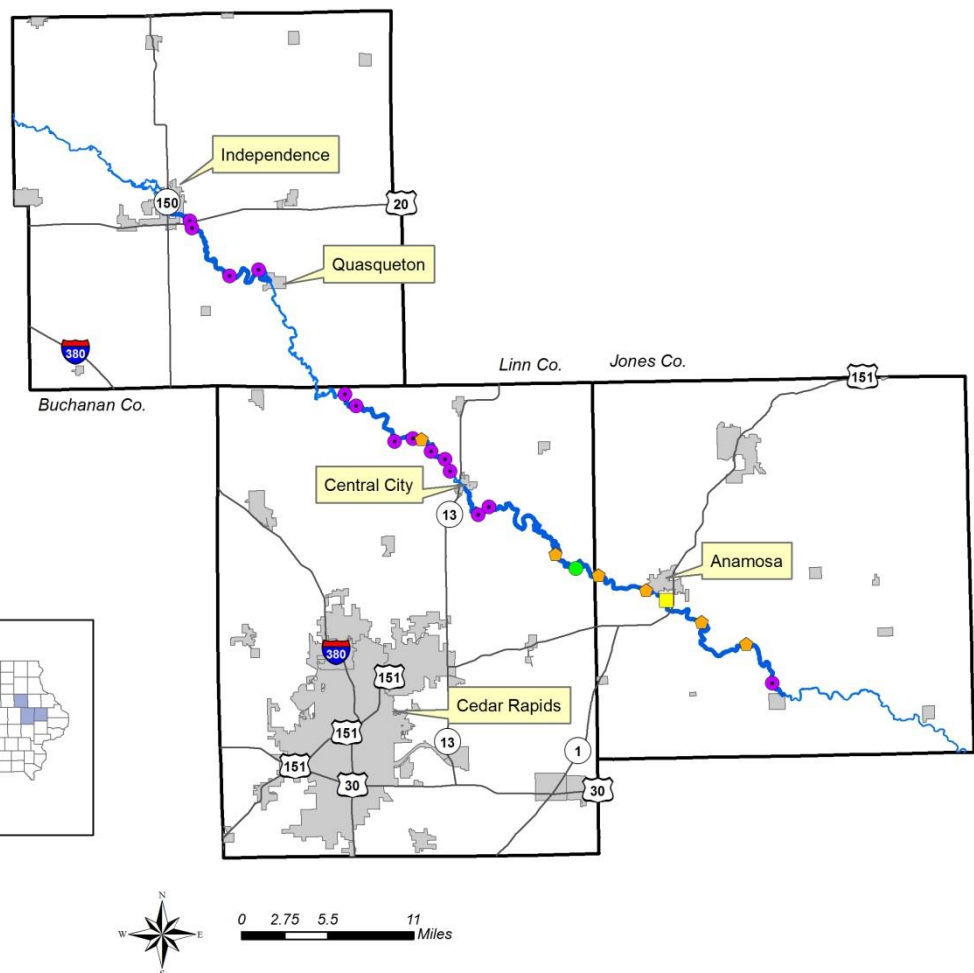 Independence
150
20
Quasqueton
380
Linn Co.
Jones Co.
151
Buchanan Co.
Central City
13
Anamosa
380
151
Cedar Rapids
151
13
1
151
30
30
N
W
E
S
0 2.75 5.5 11
Miles